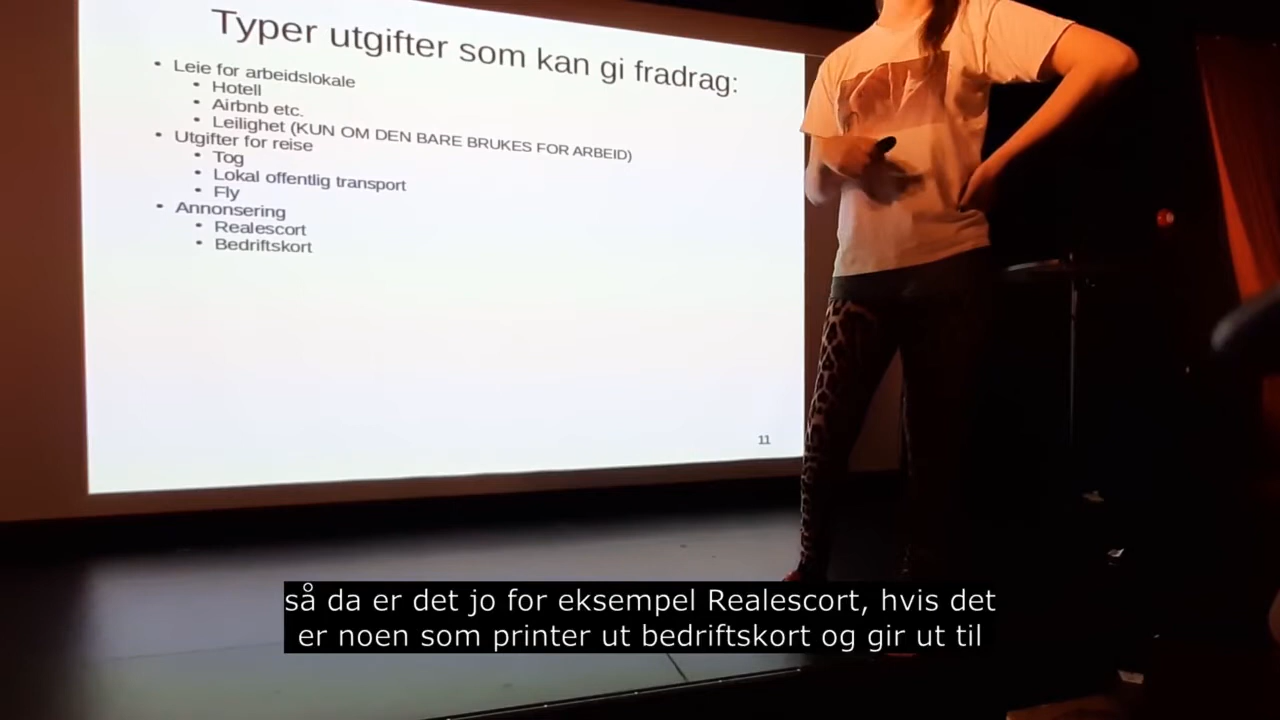 Typer utgifter som kan gi fradrag:
• Leie for arbeidslokale
• Hotell
• Airbnb etc.
• Leilighet (KUN OM DEN BARE BRUKES FOR ARBEID)
• Utgifter for reise
• Tog
• Lokal offentlig transport
• Fly
• Annonsering
• Realescort
• Bedriftskort
11
så da er det jo for eksempel Realescort, hvis det
er noen som printer ut bedriftskort og gir ut til